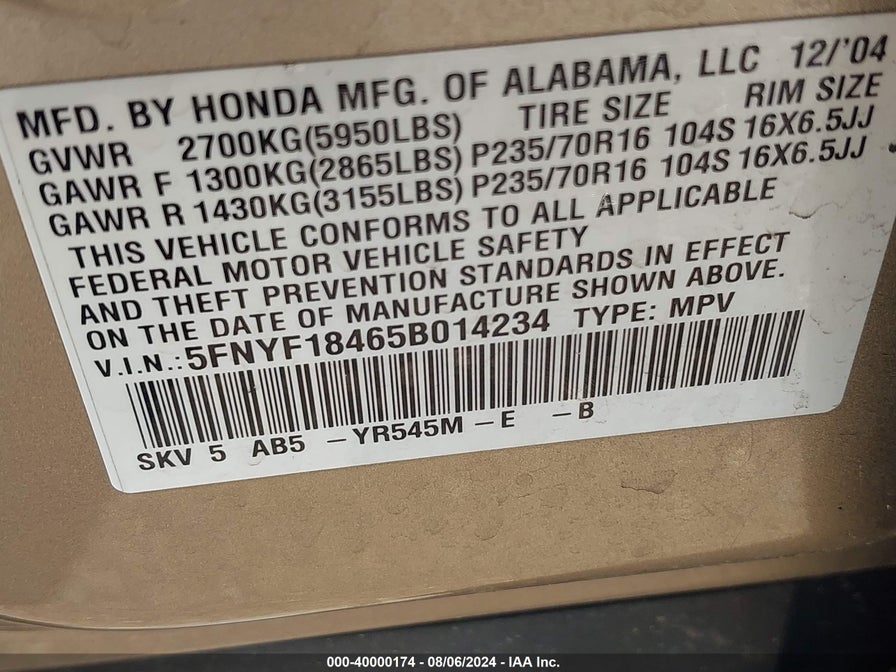 MFD. BY HONDA MFG. OF ALABAMA, LLC 12/'04
GVWR 2700KG(5950LBS) TIRE SIZE RIM SIZE
GAWR F 1300KG(2865LBS) P235/70R16 104S 16X6.5JJ
GAWR R 1430KG(3155LBS) P235/70R16 104S 16X6.5JJ
THIS VEHICLE CONFORMS TO ALL APPLICABLE
FEDERAL MOTOR VEHICLE SAFETY
AND THEFT PREVENTION STANDARDS IN EFFECT
ON THE DATE OF MANUFACTURE SHOWN ABOVE.
V.I.N.: 5FNYF18465B014234 TYPE: MPV
SKV 5 AB5 -YR545M -E -B
000-40000174 - 08/06/2024 - IAA Inc.